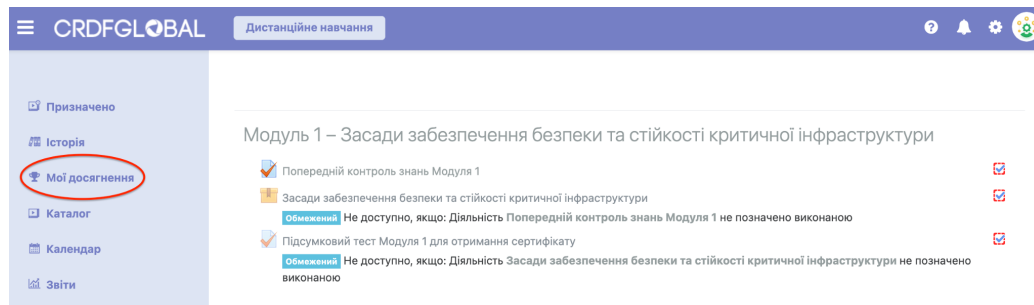 CRDFGLOBAL
Дистанційне навчання
Призначено
Історія
Мої досягнення
Каталог
Календар
Звіти
Модуль 1 – Засади забезпечення безпеки та стійкості критичної інфраструктури
Попередній контроль знань Модуля 1
Засади забезпечення безпеки та стійкості критичної інфраструктури
Обмежений Не доступно, якщо: Діяльність Попередній контроль знань Модуля 1 не позначено виконаною
Підсумковий тест Модуля 1 для отримання сертифікату
Обмежений Не доступно, якщо: Діяльність Засади забезпечення безпеки та стійкості критичної інфраструктури не позначено
виконаною